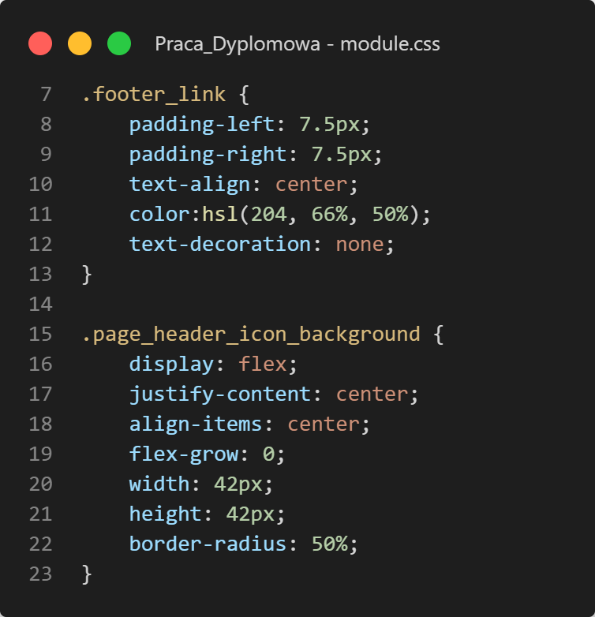 Praca_Dyplomowa - module.css
7 .footer_link {
8     padding-left: 7.5px;
9     padding-right: 7.5px;
10     text-align: center;
11     color:hsl(204, 66%, 50%);
12     text-decoration: none;
13 }
14
15 .page_header_icon_background {
16     display: flex;
17     justify-content: center;
18     align-items: center;
19     flex-grow: 0;
20     width: 42px;
21     height: 42px;
22     border-radius: 50%;
23 }